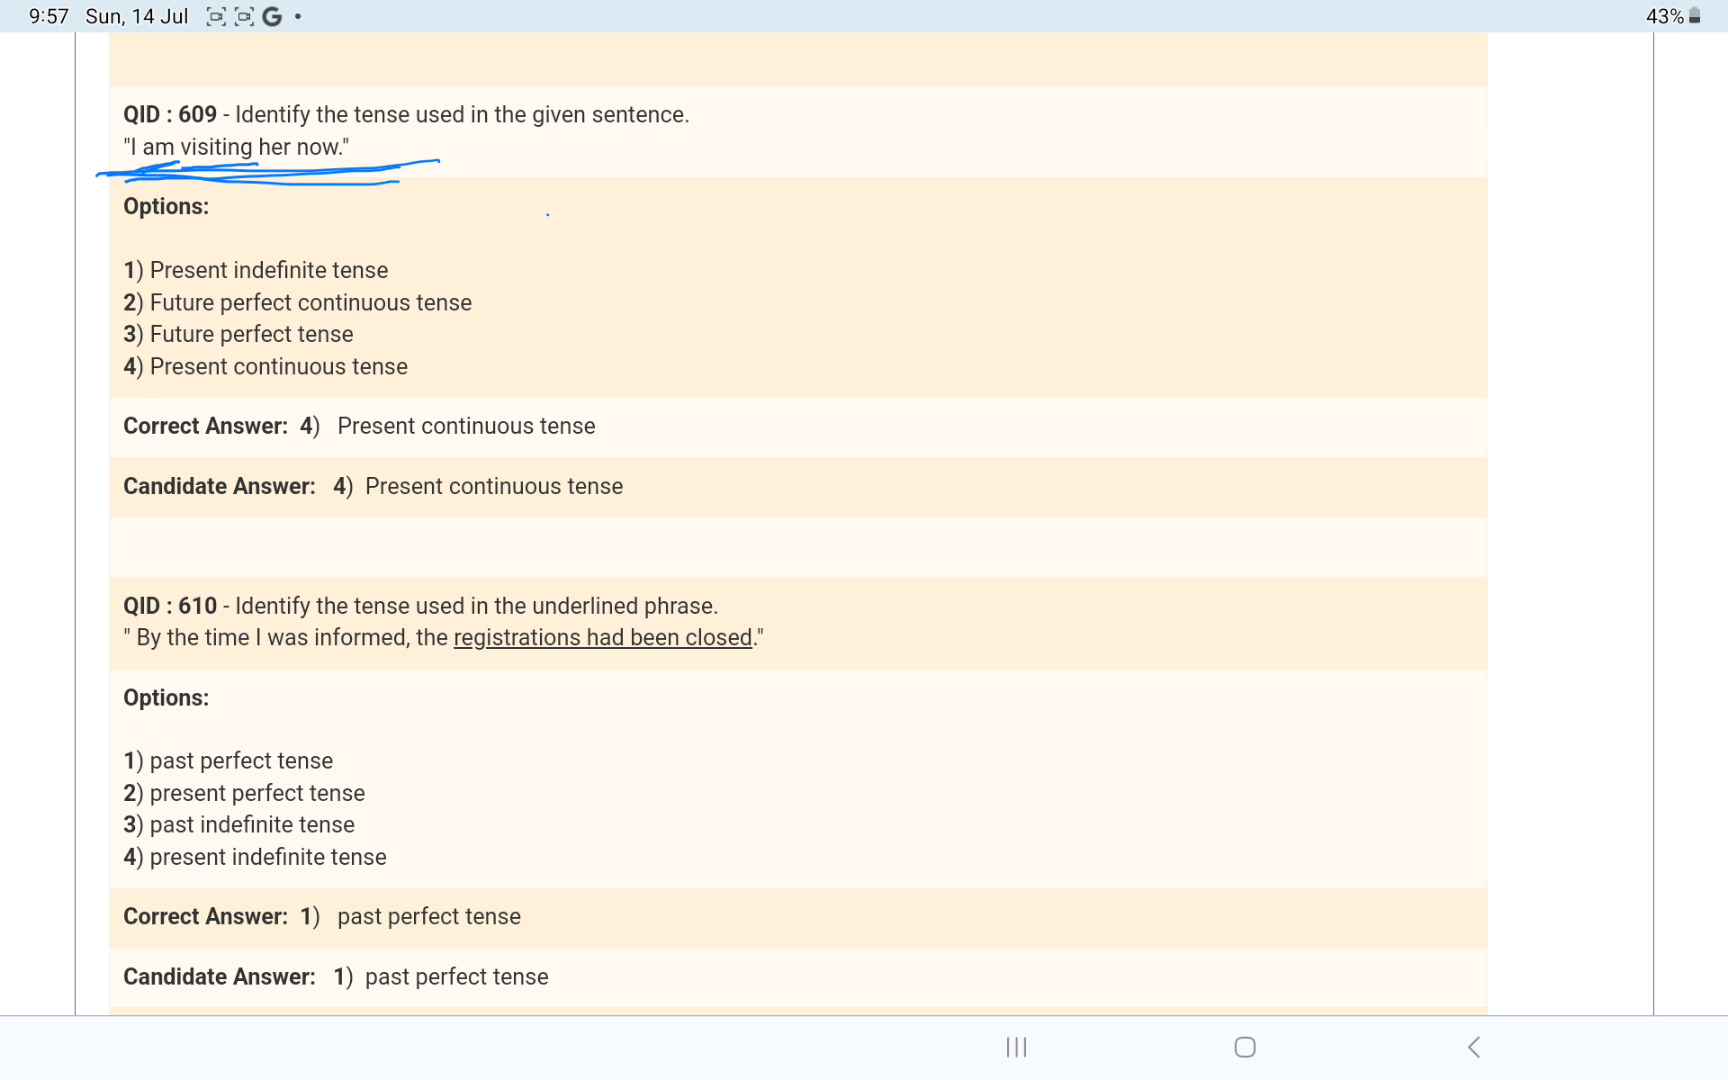 9:57 Sun, 14 Jul G
43%
QID : 609 - Identify the tense used in the given sentence.
"I am visiting her now."
Options:
1) Present indefinite tense
2) Future perfect continuous tense
3) Future perfect tense
4) Present continuous tense
Correct Answer: 4) Present continuous tense
Candidate Answer: 4) Present continuous tense
QID : 610 - Identify the tense used in the underlined phrase.
" By the time I was informed, the registrations had been closed."
Options:
1) past perfect tense
2) present perfect tense
3) past indefinite tense
4) present indefinite tense
Correct Answer: 1) past perfect tense
Candidate Answer: 1) past perfect tense